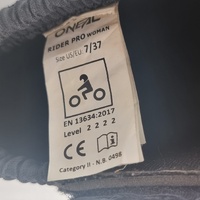 ONEAL
RIDER PRO WOMAN
Size US/EU: 7/37
EN 13634:2017
Level 2 2 2 2
CE
Category II - N.B. 0498